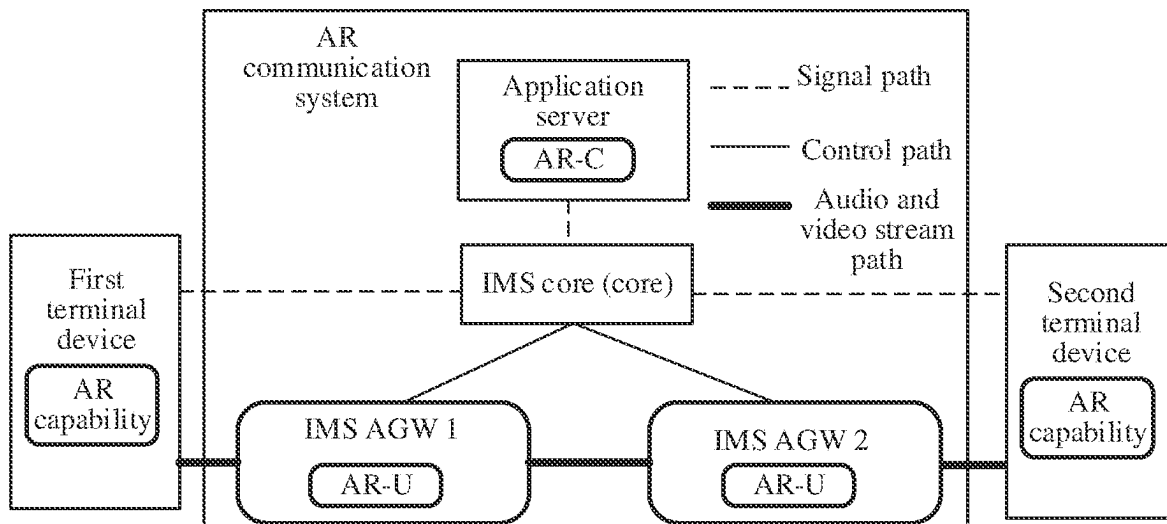 AR
communication
system
Application
server
AR-C
Signal path
Control path
Audio and
video stream
path
IMS core (core)
First
terminal
device
AR
capability
Second
terminal
device
AR
capability
IMS AGW 1
AR-U
IMS AGW 2
AR-U